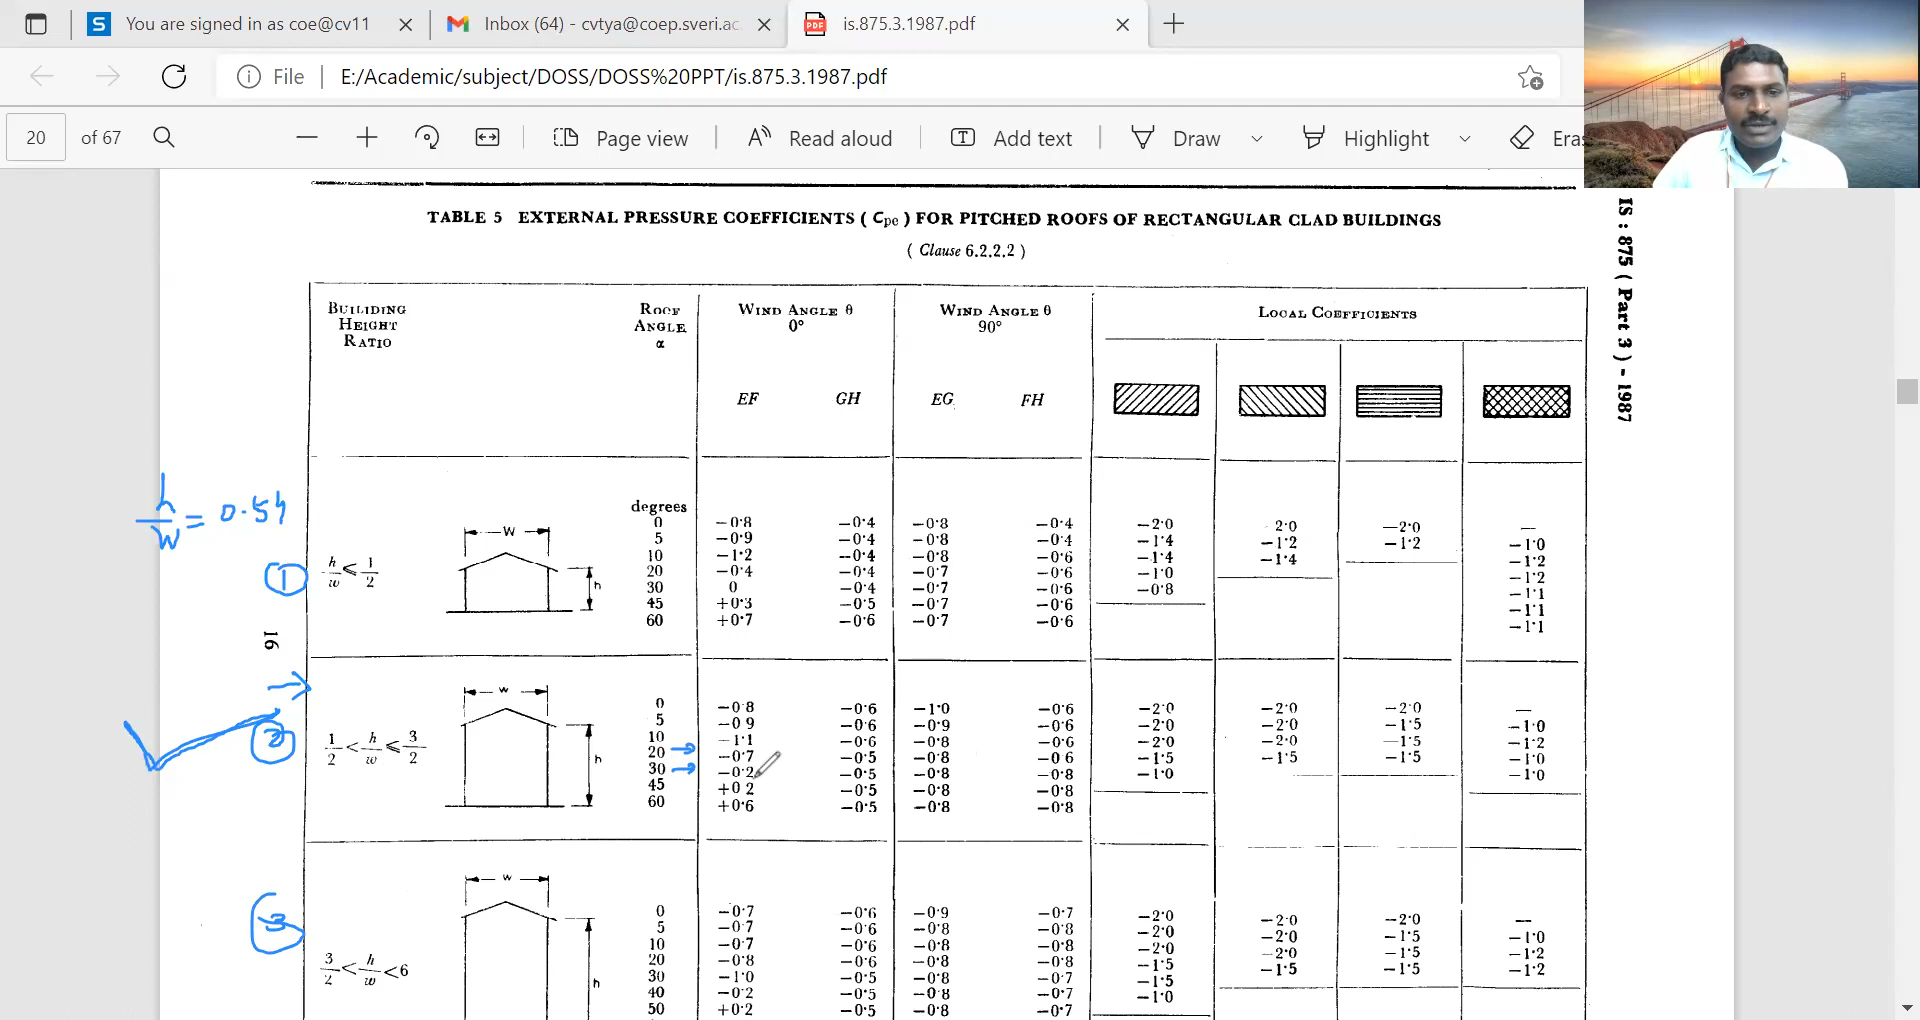 You are signed in as coe@cv11
Inbox (64) - cvtya@coep.sveri.ac.
PDF
is.875.3.1987.pdf
File
E:/Academic/subject/DOSS/DOSS%20PPT/is.875.3.1987.pdf
20 of 67
Page view
Read aloud
Add text
Draw
Highlight
Eras
TABLE 5 EXTERNAL PRESSURE COEFFICIENTS ( Cpe ) FOR PITCHED ROOFS OF RECTANGULAR CLAD BUILDINGS
( Clause 6.2.2.2 )
IS : 875 ( Part 3 ) - 1987
BUILIDING HEIGHT RATIO
ROOF ANGLE α
WIND ANGLE θ 0°
WIND ANGLE θ 90°
LOCAL COEFFICIENTS
EF GH EG FH
h/w = 0.54
degrees
① h/w ⩽ 1/2
w
h
0 −0·8 −0·4 −0·8 −0·4 −2·0 −2·0 −2·0 —
5 −0·9 −0·4 −0·8 −0·4 −1·4 −1·2 −1·2 −1·0
10 −1·2 −0·4 −0·8 −0·6 −1·4 −1·4 −1·2
20 −0·4 −0·4 −0·7 −0·6 −1·0 −1·2
30 0 −0·4 −0·7 −0·6 −0·8 −1·1
45 +0·3 −0·5 −0·7 −0·6 −1·1
60 +0·7 −0·6 −0·7 −0·6 −1·1
16
② 1/2 < h/w ⩽ 3/2
w
h
0 −0·8 −0·6 −1·0 −0·6 −2·0 −2·0 −2·0 —
5 −0 9 −0·6 −0·9 −0·6 −2·0 −2·0 −1·5 −1·0
10 −1·1 −0·6 −0·8 −0·6 −2·0 −2·0 −1·5 −1·2
20 −0·7 −0·5 −0·8 −0 6 −1·5 −1·5 −1·5 −1·0
30 −0·2 −0·5 −0·8 −0·8 −1·0 −1·0
45 +0 2 −0·5 −0·8 −0·8
60 +0·6 −0·5 −0·8 −0·8
③ 3/2 < h/w < 6
w
h
0 −0·7 −0·6 −0·9 −0·7 −2·0 −2·0 −2·0 —
5 −0·7 −0·6 −0·8 −0·8 −2·0 −2·0 −1·5 −1·0
10 −0·7 −0·6 −0·8 −0·8 −2·0 −2·0 −1·5 −1·2
20 −0·8 −0·6 −0·8 −0·8 −1·5 −1·5 −1·5 −1·2
30 −1·0 −0·5 −0·8 −0·7 −1·5
40 −0·2 −0·5 −0·8 −0·7 −1·0
50 +0·2 −0·5 −0·8 −0·7